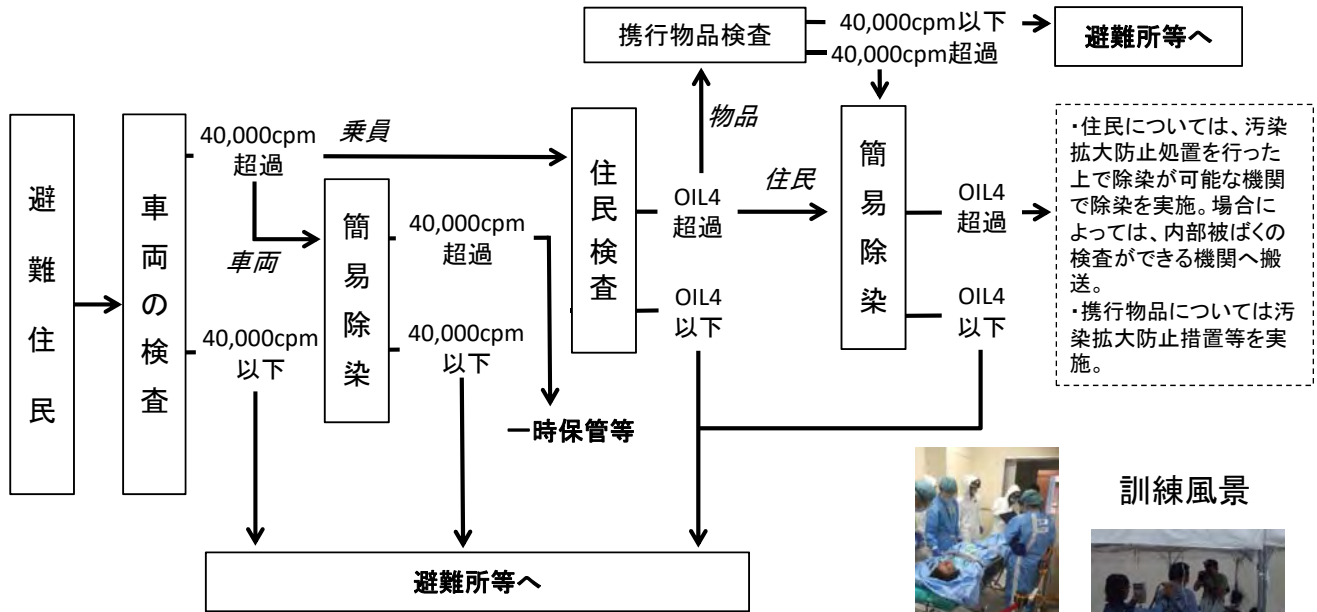 避難住民
車両の検査
40,000cpm
超過
乗員
車両
40,000cpm
以下
簡易除染
40,000cpm
超過
40,000cpm
以下
一時保管等
住民検査
OIL4
超過
物品
住民
OIL4
以下
携行物品検査
40,000cpm以下
40,000cpm超過
避難所等へ
簡易除染
OIL4
超過
OIL4
以下
・住民については、汚染
拡大防止処置を行った
上で除染が可能な機関
で除染を実施。場合に
よっては、内部被ばくの
検査ができる機関へ搬
送。
・携行物品については汚
染拡大防止措置等を実
施。
避難所等へ
訓練風景